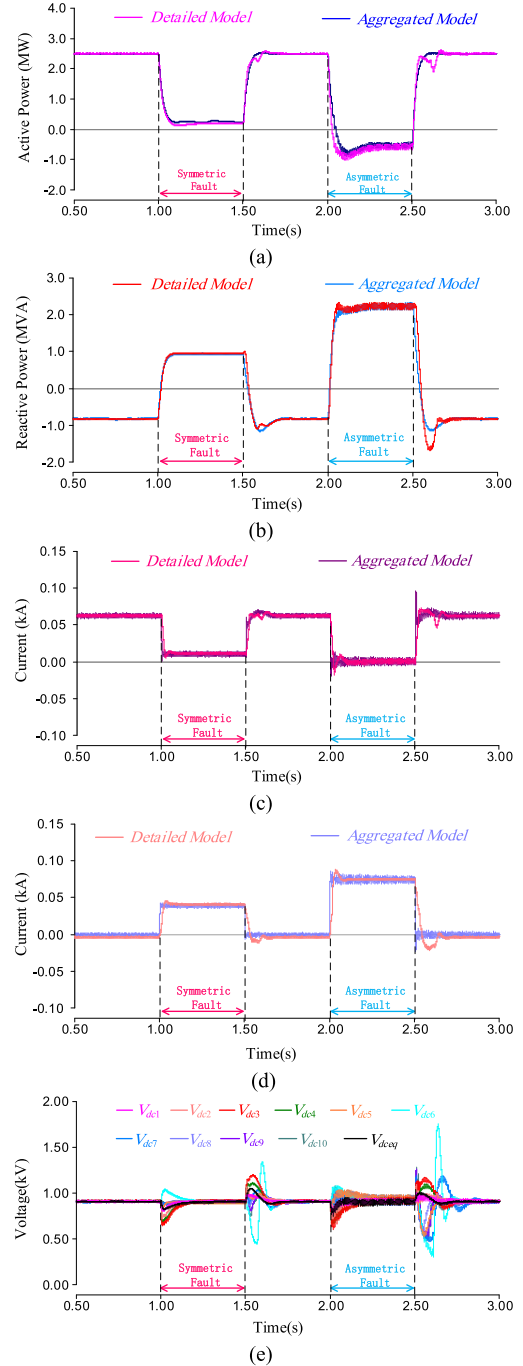 Detailed Model Aggregated Model
Active Power (MW)
4.0
3.0
2.0
1.0
0.0
-1.0
-2.0
Symmetric Fault
Asymmetric Fault
0.50 1.00 1.50 2.00 2.50 3.00
Time(s)
(a)
Detailed Model Aggregated Model
Reactive Power (MVA)
3.0
2.0
1.0
0.0
-1.0
-2.0
Symmetric Fault
Asymmetric Fault
0.50 1.00 1.50 2.00 2.50 3.00
Time(s)
(b)
Detailed Model Aggregated Model
Current (kA)
0.15
0.10
0.05
0.00
-0.05
-0.10
Symmetric Fault
Asymmetric Fault
0.50 1.00 1.50 2.00 2.50 3.00
Time(s)
(c)
Detailed Model Aggregated Model
Current (kA)
0.15
0.10
0.05
0.00
-0.05
-0.10
Symmetric Fault
Asymmetric Fault
0.50 1.00 1.50 2.00 2.50 3.00
Time(s)
(d)
Vdc1 Vdc2 Vdc3 Vdc4 Vdc5 Vdc6
Vdc7 Vdc8 Vdc9 Vdc10 Vdceq
Voltage(kV)
2.00
1.50
1.00
0.50
0.00
Symmetric Fault
Asymmetric Fault
0.50 1.00 1.50 2.00 2.50 3.00
Time(s)
(e)